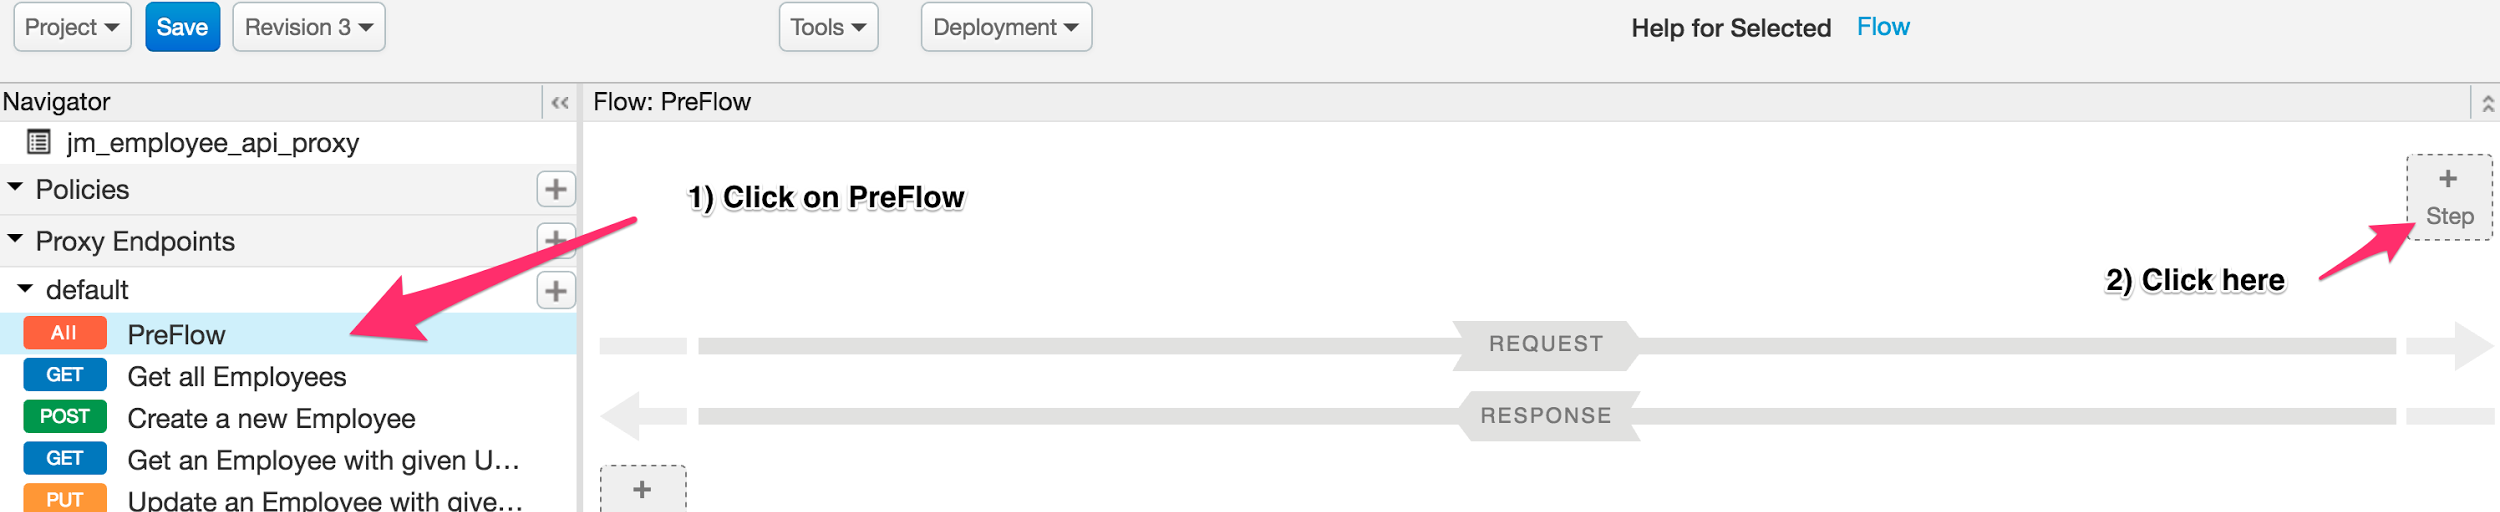 Project Save Revision 3 Tools Deployment Help for Selected Flow
Navigator
Flow: PreFlow
jm_employee_api_proxy
Policies
1) Click on PreFlow
Step
Proxy Endpoints
2) Click here
default
All PreFlow
REQUEST
GET Get all Employees
POST Create a new Employee
RESPONSE
GET Get an Employee with given U...
PUT Update an Employee with give...